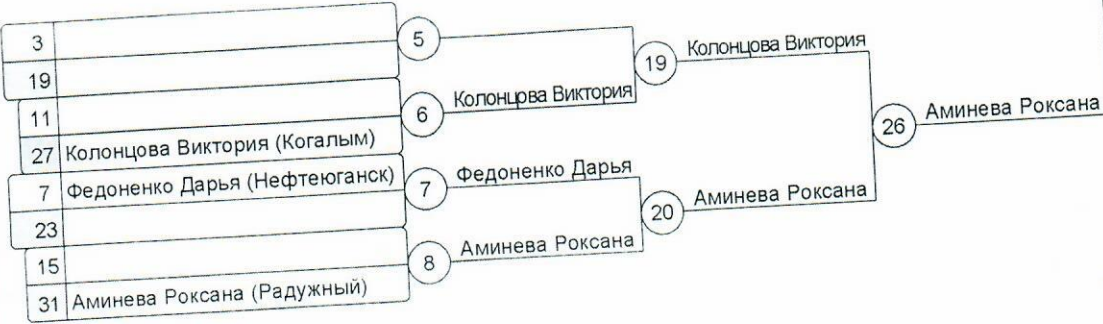 3
19
11
27 Колонцова Виктория (Когалым)
7 Федоненко Дарья (Нефтеюганск)
23
15
31 Аминева Роксана (Радужный)
5
6 Колонцова Виктория
7 Федоненко Дарья
8 Аминева Роксана
19 Колонцова Виктория
20 Аминева Роксана
26 Аминева Роксана